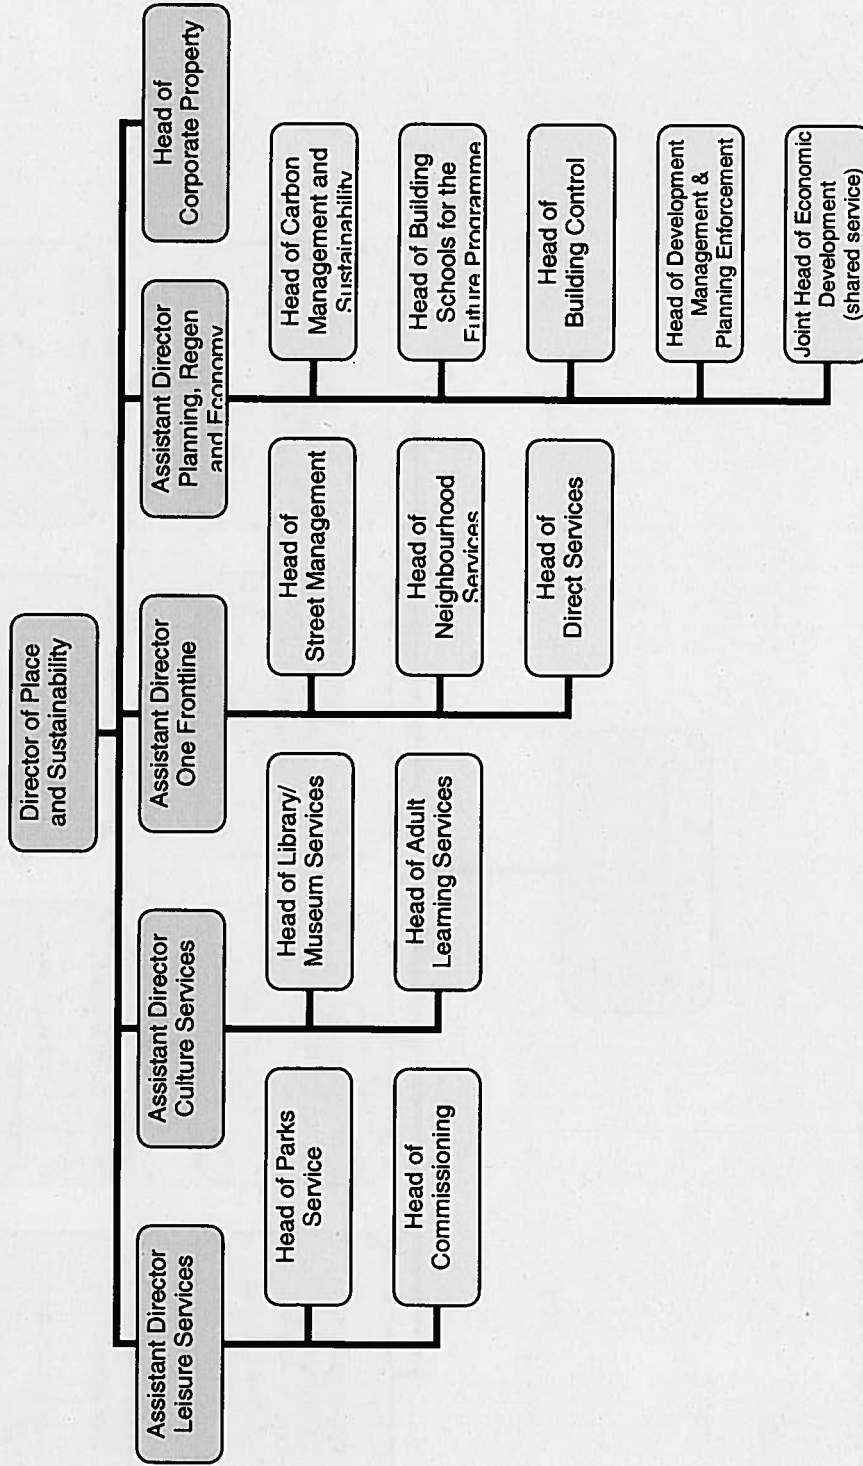 Director of Place
and Sustainability
Assistant Director
Leisure Services
Assistant Director
Culture Services
Assistant Director
One Frontline
Assistant Director
Planning, Regen
and Economy
Head of
Corporate Property
Head of Parks
Service
Head of
Commissioning
Head of Library/
Museum Services
Head of Adult
Learning Services
Head of
Street Management
Head of
Neighbourhood
Services
Head of
Direct Services
Head of Carbon
Management and
Sustainability
Head of Building
Schools for the
Future Programme
Head of
Building Control
Head of Development
Management &
Planning Enforcement
Joint Head of Economic
Development
(shared service)